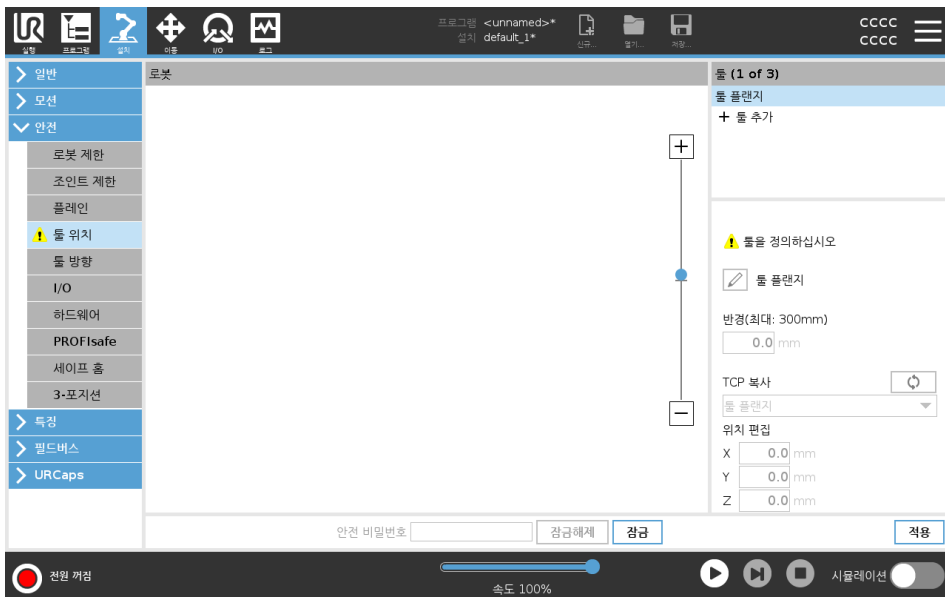 UR
실행
프로그램
설치
이동
I/O
로그
프로그램 <unnamed>*
설치 default_1*
신규...
열기...
저장...
CCCC
CCCC
일반
모션
안전
로봇 제한
조인트 제한
플레인
툴 위치
툴 방향
I/O
하드웨어
PROFIsafe
세이프 홈
3-포지션
특징
필드버스
URCaps
로봇
+
−
툴 (1 of 3)
툴 플랜지
+ 툴 추가
툴을 정의하십시오
툴 플랜지
반경(최대: 300mm)
0.0 mm
TCP 복사
툴 플랜지
위치 편집
X 0.0 mm
Y 0.0 mm
Z 0.0 mm
안전 비밀번호 잠금해제 잠금
적용
전원 꺼짐
속도 100%
시뮬레이션